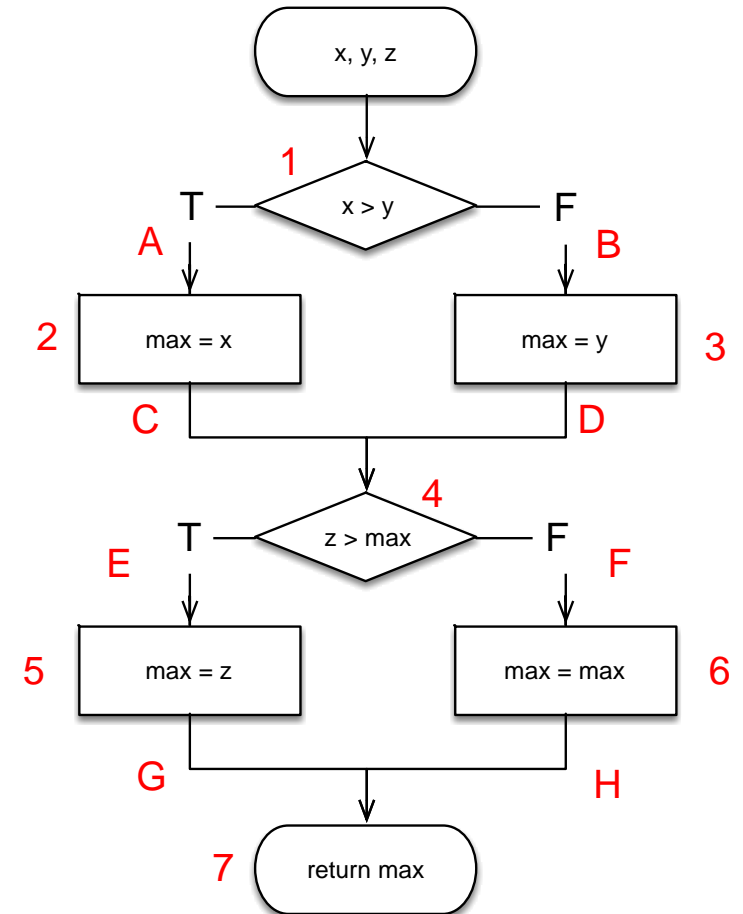 x, y, z
1
T
x > y
F
A
B
2
max = x
max = y
3
C
D
4
T
z > max
F
E
F
5
max = z
max = max
6
G
H
7
return max